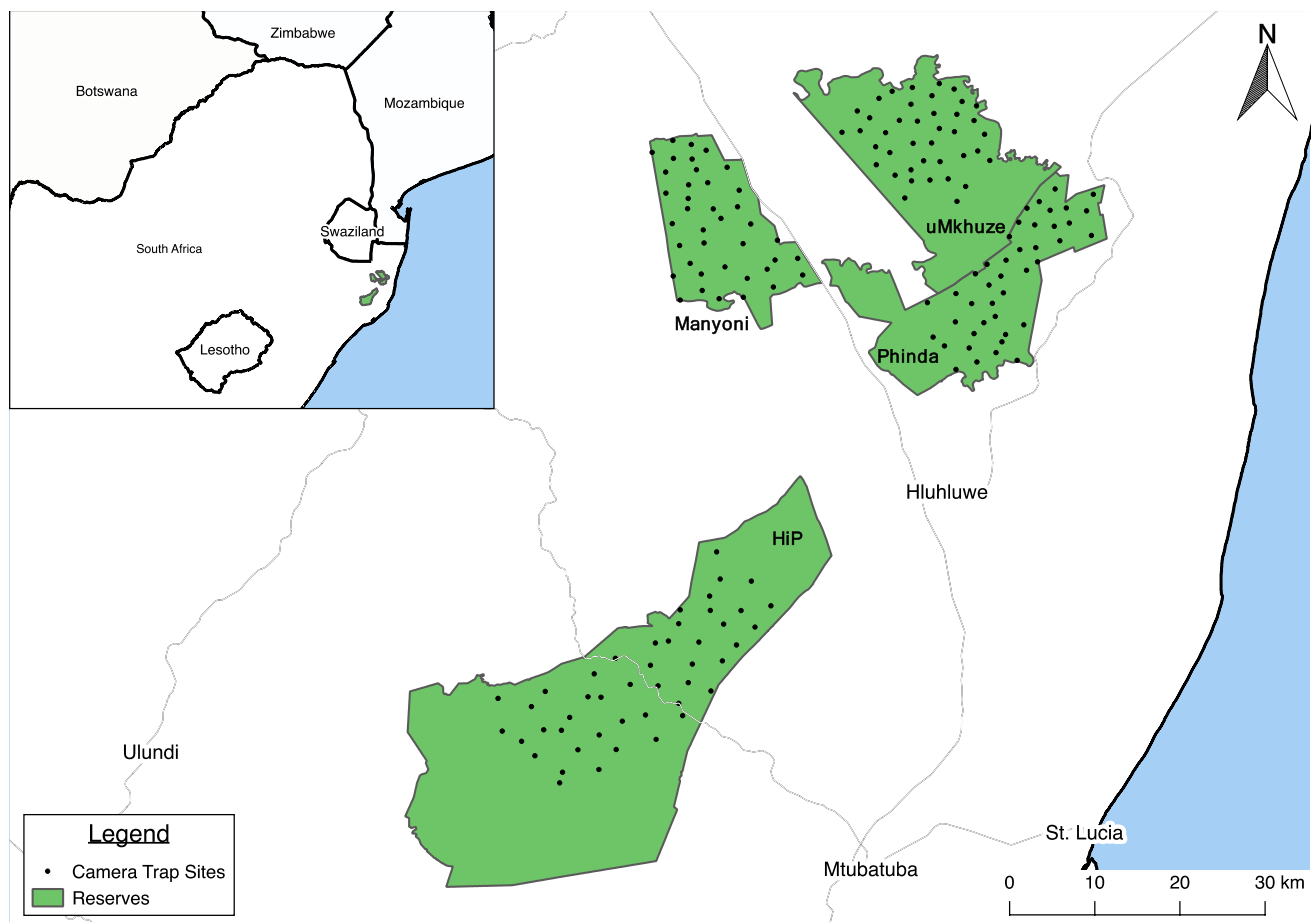 Zimbabwe
Botswana
Mozambique
South Africa
Swaziland
Lesotho
N
uMkhuze
Manyoni
Phinda
Hluhluwe
HiP
Ulundi
St. Lucia
Mtubatuba
Legend
Camera Trap Sites
Reserves
0 10 20 30 km